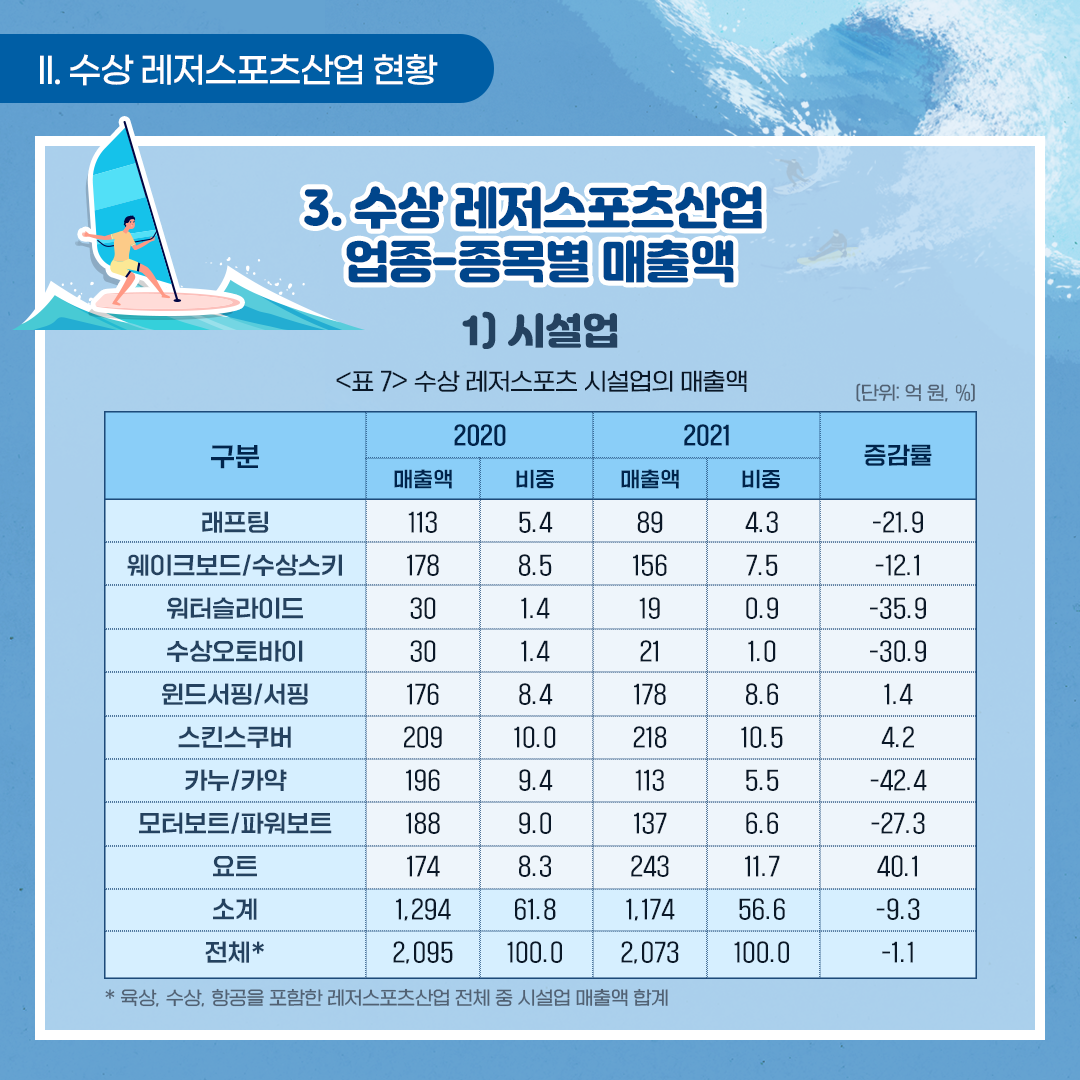 II. 수상 레저스포츠산업 현황
3. 수상 레저스포츠산업
업종-종목별 매출액
1) 시설업
<표 7> 수상 레저스포츠 시설업의 매출액
(단위: 억 원, %)
구분 2020 2021 증감률
매출액 비중 매출액 비중
래프팅 113 5.4 89 4.3 -21.9
웨이크보드/수상스키 178 8.5 156 7.5 -12.1
워터슬라이드 30 1.4 19 0.9 -35.9
수상오토바이 30 1.4 21 1.0 -30.9
윈드서핑/서핑 176 8.4 178 8.6 1.4
스킨스쿠버 209 10.0 218 10.5 4.2
카누/카약 196 9.4 113 5.5 -42.4
모터보트/파워보트 188 9.0 137 6.6 -27.3
요트 174 8.3 243 11.7 40.1
소계 1,294 61.8 1,174 56.6 -9.3
전체* 2,095 100.0 2,073 100.0 -1.1
* 육상, 수상, 항공을 포함한 레저스포츠산업 전체 중 시설업 매출액 합계